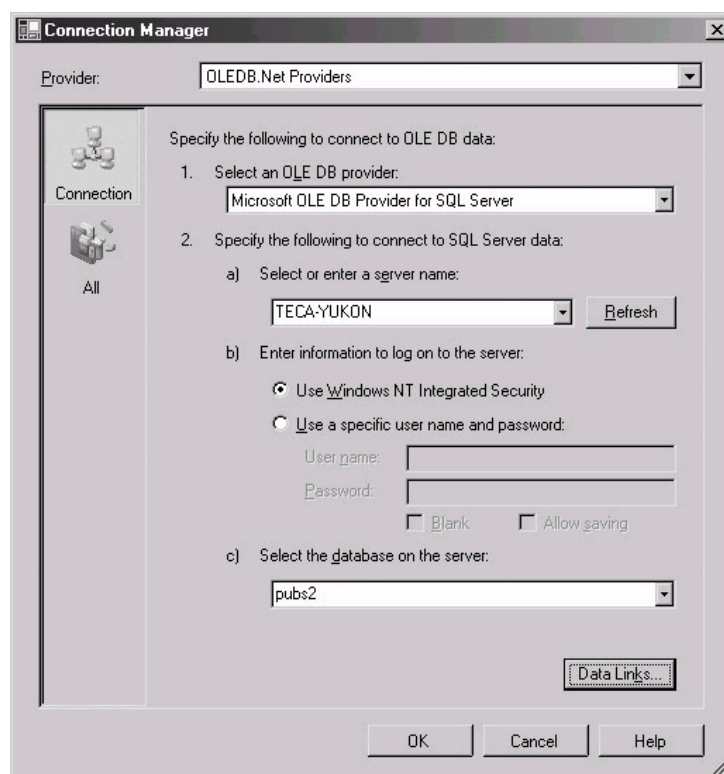 Connection Manager
Provider:
OLEDB.Net Providers
Connection
All
Specify the following to connect to OLE DB data:
1. Select an OLE DB provider:
Microsoft OLE DB Provider for SQL Server
2. Specify the following to connect to SQL Server data:
a) Select or enter a server name:
TECA-YUKON
Refresh
b) Enter information to log on to the server:
Use Windows NT Integrated Security
Use a specific user name and password:
User name:
Password:
Blank Allow saving
c) Select the database on the server:
pubs2
Data Links...
OK Cancel Help